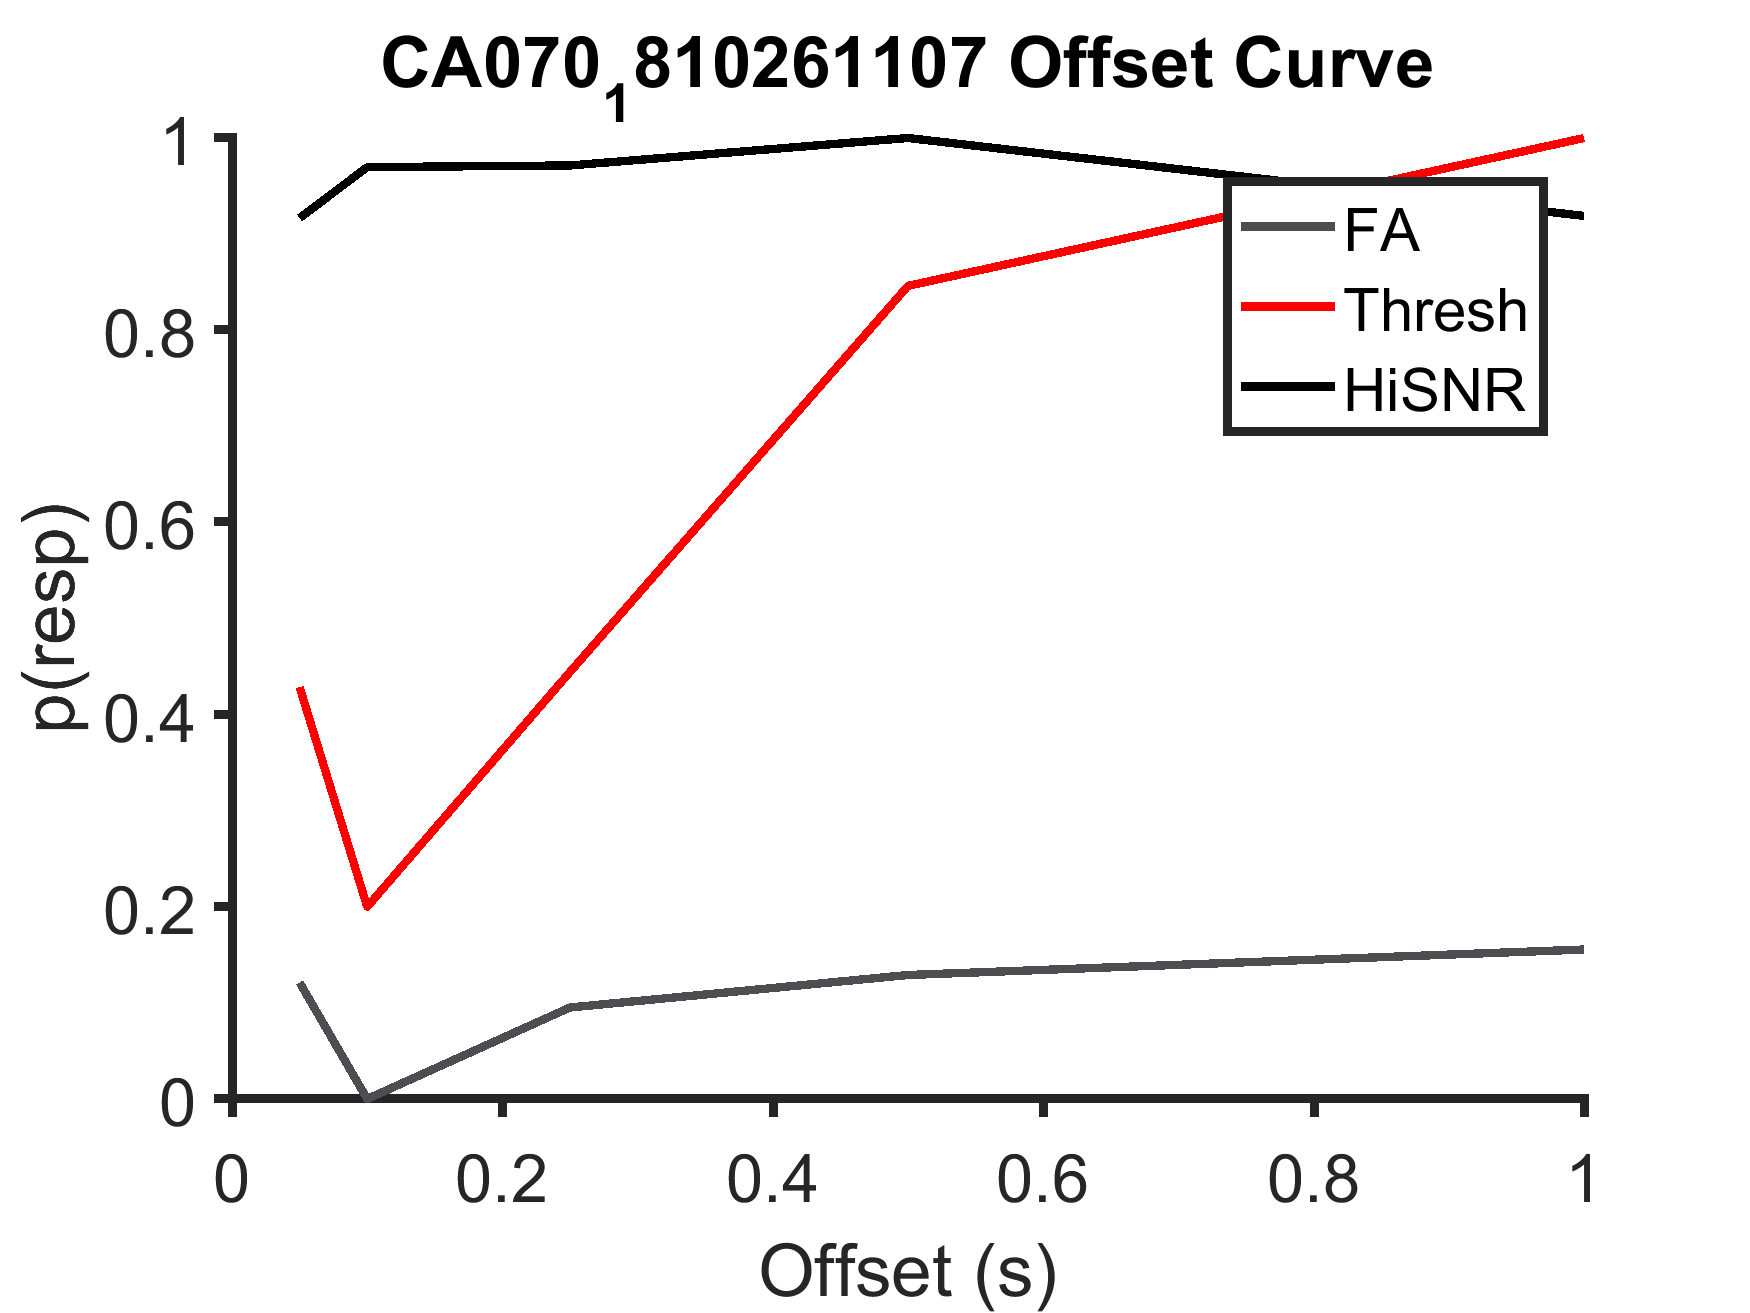 CA070₁810261107 Offset Curve
1
0.8
0.6
0.4
0.2
0
p(resp)
FA
Thresh
HiSNR
0 0.2 0.4 0.6 0.8 1
Offset (s)